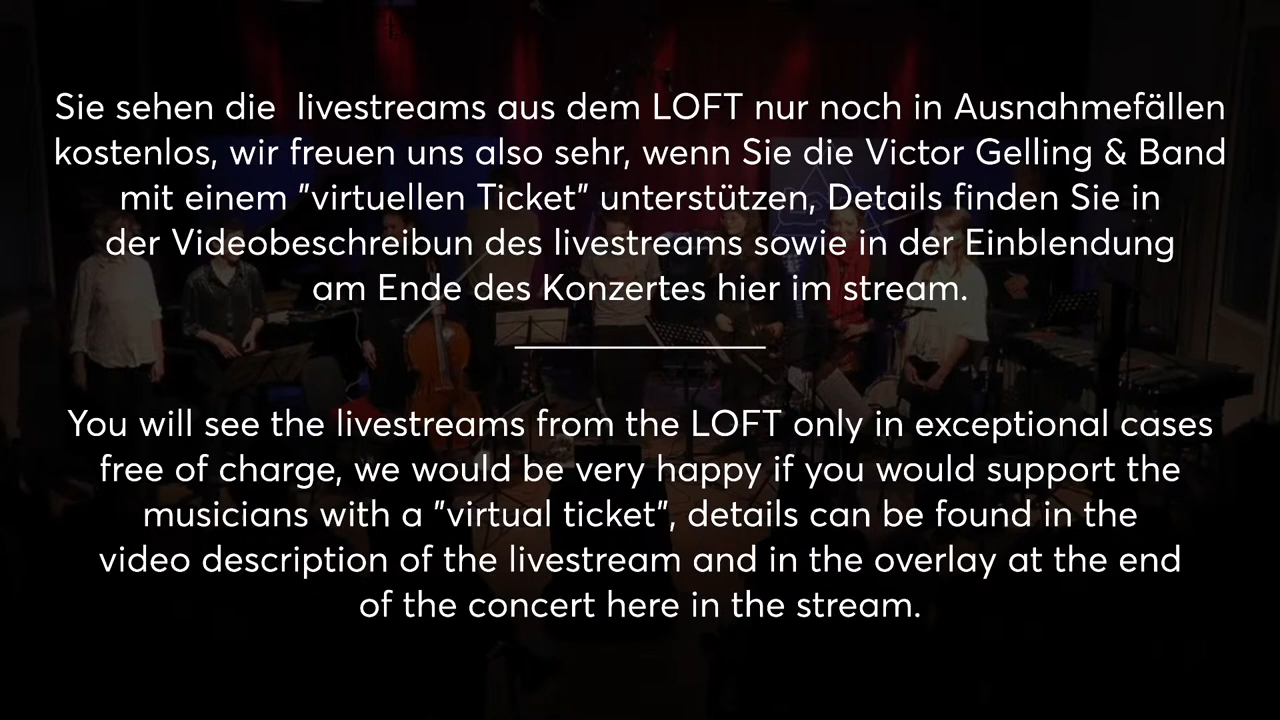 Sie sehen die  livestreams aus dem LOFT nur noch in Ausnahmefällen
kostenlos, wir freuen uns also sehr, wenn Sie die Victor Gelling & Band
mit einem "virtuellen Ticket" unterstützen, Details finden Sie in
der Videobeschreibun des livestreams sowie in der Einblendung
am Ende des Konzertes hier im stream.
You will see the livestreams from the LOFT only in exceptional cases
free of charge, we would be very happy if you would support the
musicians with a "virtual ticket", details can be found in the
video description of the livestream and in the overlay at the end
of the concert here in the stream.